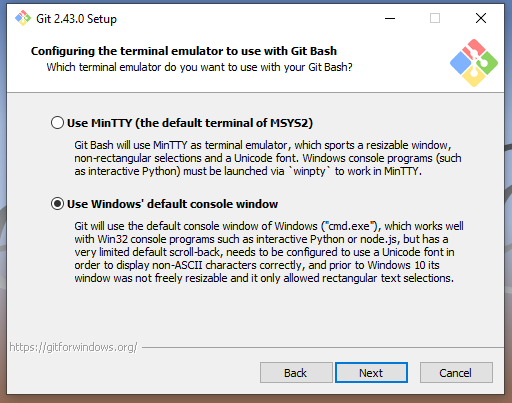 Git 2.43.0 Setup
Configuring the terminal emulator to use with Git Bash
Which terminal emulator do you want to use with your Git Bash?
Use MinTTY (the default terminal of MSYS2)
Git Bash will use MinTTY as terminal emulator, which sports a resizable window,
non-rectangular selections and a Unicode font. Windows console programs (such
as interactive Python) must be launched via `winpty` to work in MinTTY.
Use Windows' default console window
Git will use the default console window of Windows ("cmd.exe"), which works well
with Win32 console programs such as interactive Python or node.js, but has a
very limited default scroll-back, needs to be configured to use a Unicode font in
order to display non-ASCII characters correctly, and prior to Windows 10 its
window was not freely resizable and it only allowed rectangular text selections.
https://gitforwindows.org/
Back Next Cancel